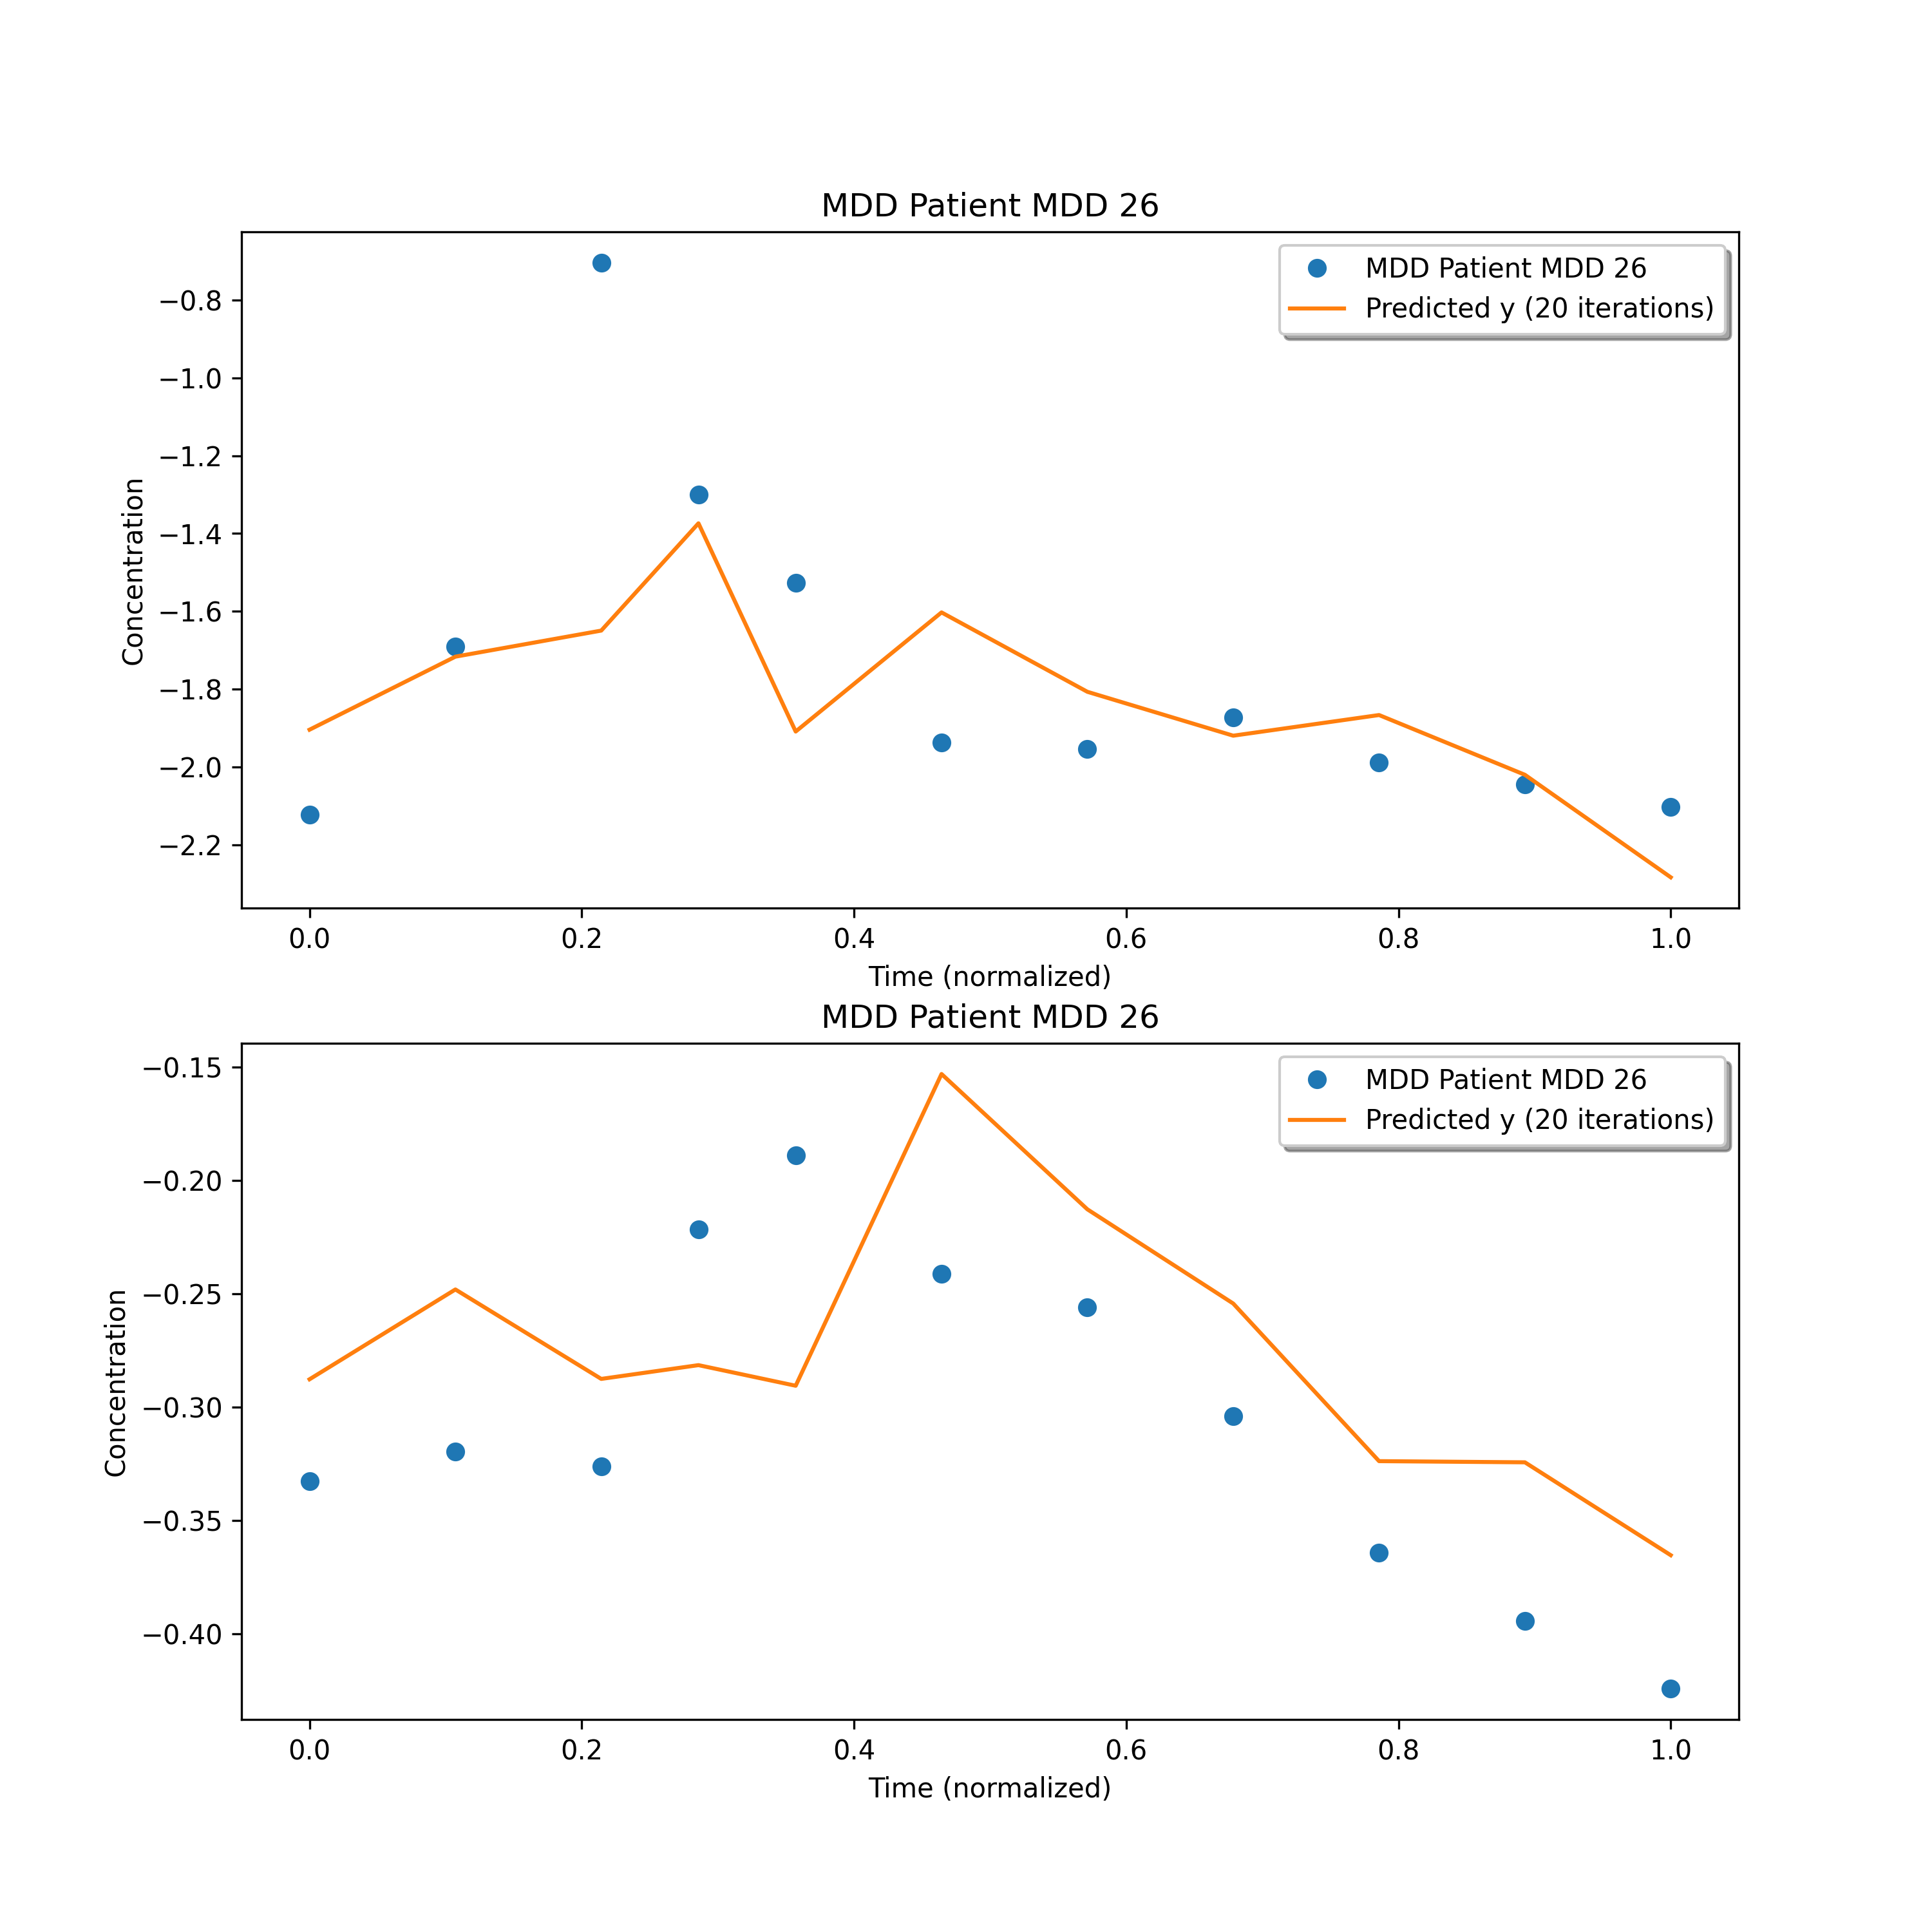 MDD Patient MDD 26
MDD Patient MDD 26
Predicted y (20 iterations)
−0.8
−1.0
−1.2
−1.4
−1.6
−1.8
−2.0
−2.2
Concentration
0.0 0.2 0.4 0.6 0.8 1.0
Time (normalized)
MDD Patient MDD 26
MDD Patient MDD 26
Predicted y (20 iterations)
−0.15
−0.20
−0.25
−0.30
−0.35
−0.40
Concentration
0.0 0.2 0.4 0.6 0.8 1.0
Time (normalized)